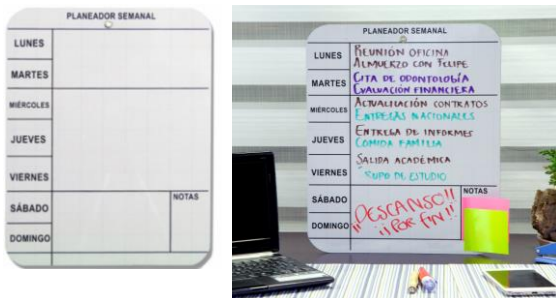 PLANEADOR SEMANAL
LUNES
MARTES
MIÉRCOLES
JUEVES
VIERNES
SÁBADO
DOMINGO
NOTAS
PLANEADOR SEMANAL
LUNES
REUNIÓN OFICINA
ALMUERZO CON FELIPE
MARTES
CITA DE ODONTOLOGÍA
EVALUACIÓN FINANCIERA
MIÉRCOLES
ACTUALIZACIÓN CONTRATOS
ENTREGAS NACIONALES
JUEVES
ENTREGA DE INFORMES
COMIDA FAMILIA
VIERNES
SALIDA ACADÉMICA
GRUPO DE ESTUDIO
SÁBADO
¡¡DESCANSO!!
¡¡POR FIN!!
DOMINGO
NOTAS